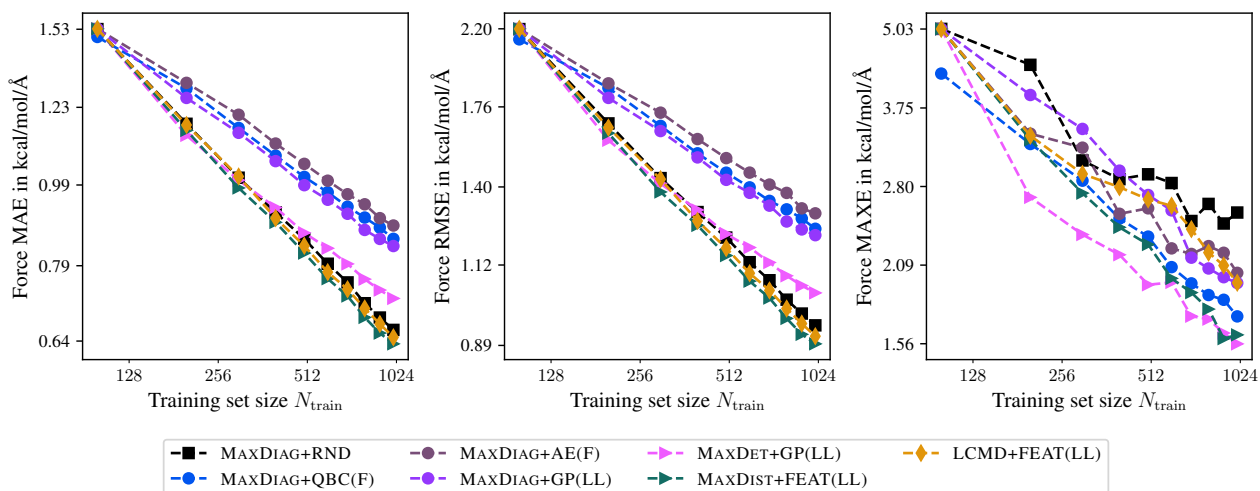 Force MAE in kcal/mol/Å
1.53
1.23
0.99
0.79
0.64
128
256
512
1024
Training set size N_train
Force RMSE in kcal/mol/Å
2.20
1.76
1.40
1.12
0.89
128
256
512
1024
Training set size N_train
Force MAXE in kcal/mol/Å
5.03
3.75
2.80
2.09
1.56
128
256
512
1024
Training set size N_train
MAXDIAG+RND
MAXDIAG+QBC(F)
MAXDIAG+AE(F)
MAXDIAG+GP(LL)
MAXDET+GP(LL)
MAXDIST+FEAT(LL)
LCMD+FEAT(LL)